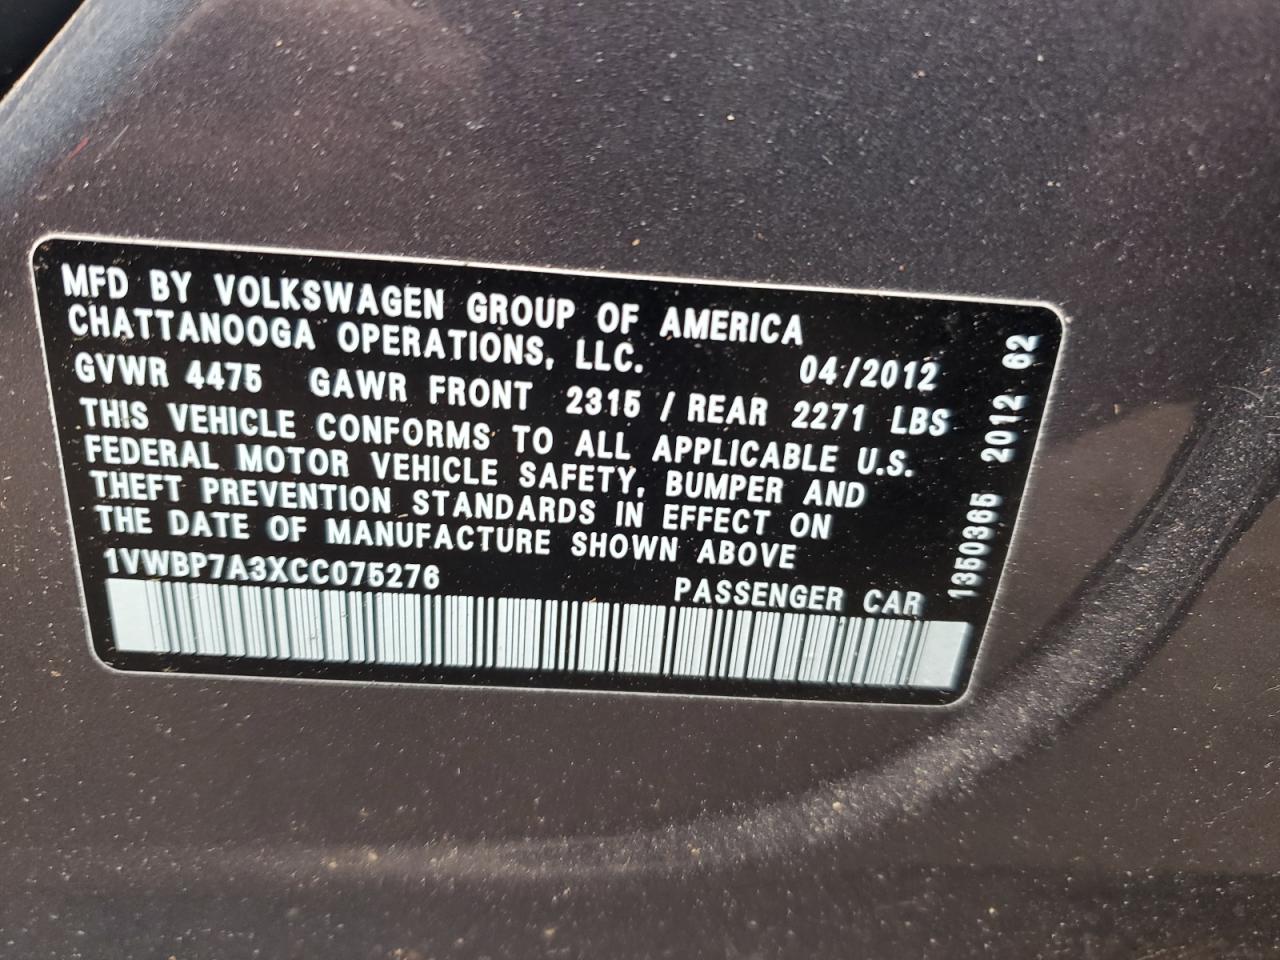 MFD BY VOLKSWAGEN GROUP OF AMERICA
CHATTANOOGA OPERATIONS, LLC. 04/2012
GVWR 4475 GAWR FRONT 2315 / REAR 2271 LBS
THIS VEHICLE CONFORMS TO ALL APPLICABLE U.S.
FEDERAL MOTOR VEHICLE SAFETY, BUMPER AND
THEFT PREVENTION STANDARDS IN EFFECT ON
THE DATE OF MANUFACTURE SHOWN ABOVE
1VWBP7A3XCC075276 PASSENGER CAR
1350365 2012 62